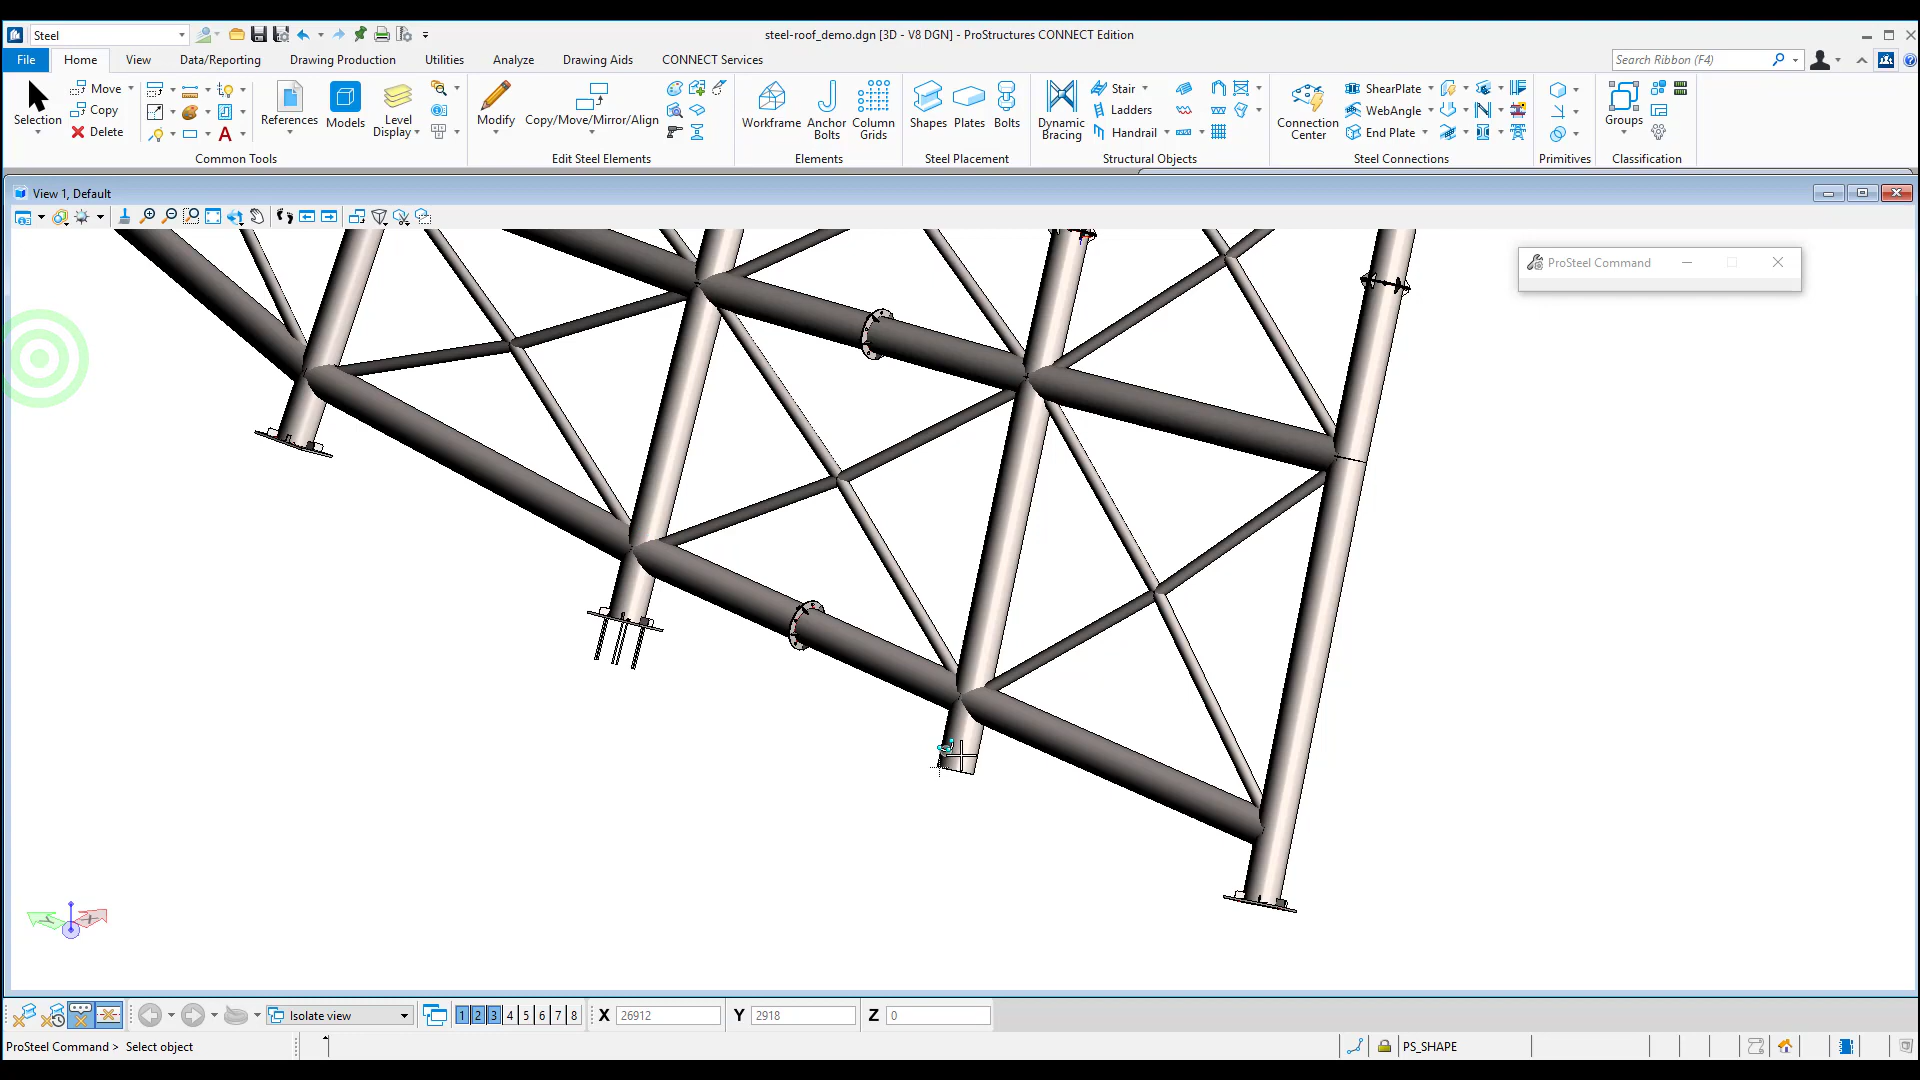 Steel
steel-roof_demo.dgn [3D - V8 DGN] - ProStructures CONNECT Edition
File Home View Data/Reporting Drawing Production Utilities Analyze Drawing Aids CONNECT Services
Search Ribbon (F4)
Selection
Move
Copy
Delete
References
Models
Level Display
Common Tools
Modify
Copy/Move/Mirror/Align
Edit Steel Elements
Workframe
Anchor Bolts
Column Grids
Elements
Shapes
Plates
Bolts
Steel Placement
Dynamic Bracing
Stair
Ladders
Handrail
Structural Objects
Connection Center
ShearPlate
WebAngle
End Plate
Steel Connections
Primitives
Groups
Classification
View 1, Default
ProSteel Command
Y X
Isolate view
1 2 3 4 5 6 7 8
X 26912 Y 2918 Z 0
ProSteel Command > Select object
PS_SHAPE